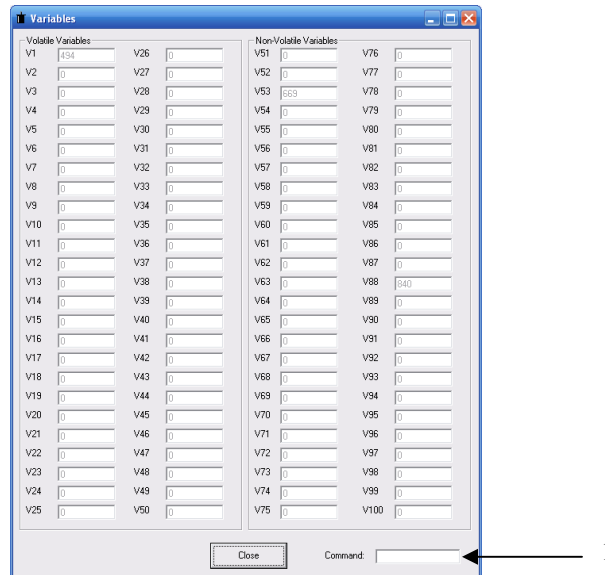 Variables
Volatile Variables Non-Volatile Variables
V1 494 V26 0 V51 0 V76 0
V2 0 V27 0 V52 0 V77 0
V3 0 V28 0 V53 669 V78 0
V4 0 V29 0 V54 0 V79 0
V5 0 V30 0 V55 0 V80 0
V6 0 V31 0 V56 0 V81 0
V7 0 V32 0 V57 0 V82 0
V8 0 V33 0 V58 0 V83 0
V9 0 V34 0 V59 0 V84 0
V10 0 V35 0 V60 0 V85 0
V11 0 V36 0 V61 0 V86 0
V12 0 V37 0 V62 0 V87 0
V13 0 V38 0 V63 0 V88 840
V14 0 V39 0 V64 0 V89 0
V15 0 V40 0 V65 0 V90 0
V16 0 V41 0 V66 0 V91 0
V17 0 V42 0 V67 0 V92 0
V18 0 V43 0 V68 0 V93 0
V19 0 V44 0 V69 0 V94 0
V20 0 V45 0 V70 0 V95 0
V21 0 V46 0 V71 0 V96 0
V22 0 V47 0 V72 0 V97 0
V23 0 V48 0 V73 0 V98 0
V24 0 V49 0 V74 0 V99 0
V25 0 V50 0 V75 0 V100 0
Close Command: